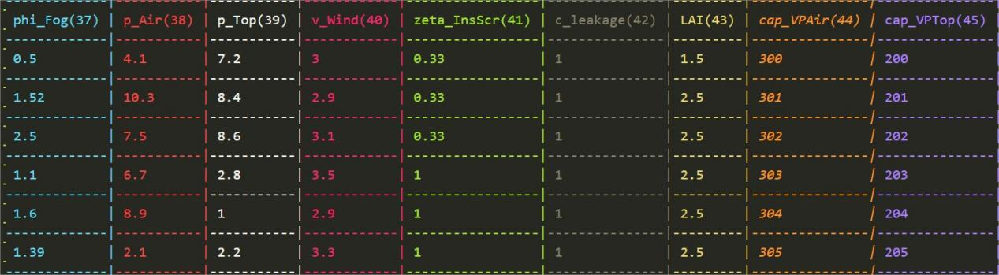 phi_Fog(37) | p_Air(38) | p_Top(39) | v_Wind(40) | zeta_InsScr(41) | c_leakage(42) | LAI(43) | cap_VPAir(44) | cap_VPTop(45)
0.5 | 4.1 | 7.2 | 3 | 0.33 | 1 | 1.5 | 300 | 200
1.52 | 10.3 | 8.4 | 2.9 | 0.33 | 1 | 2.5 | 301 | 201
2.5 | 7.5 | 8.6 | 3.1 | 0.33 | 1 | 2.5 | 302 | 202
1.1 | 6.7 | 2.8 | 3.5 | 1 | 1 | 2.5 | 303 | 203
1.6 | 8.9 | 1 | 2.9 | 1 | 1 | 2.5 | 304 | 204
1.39 | 2.1 | 2.2 | 3.3 | 1 | 1 | 2.5 | 305 | 205